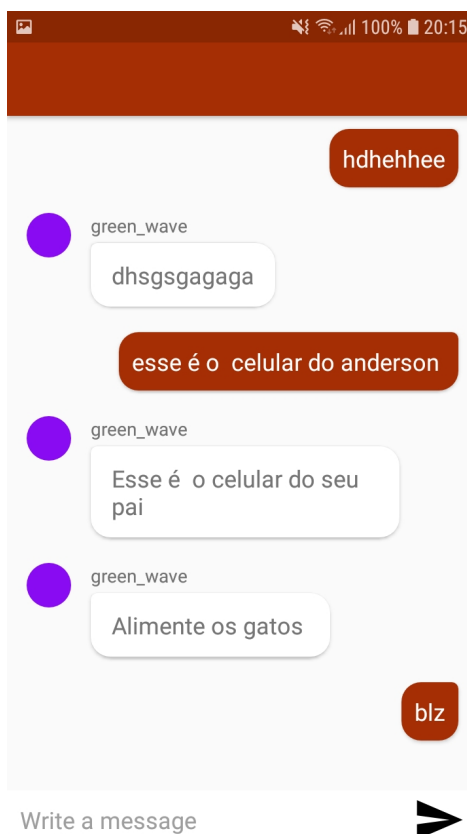 100% 20:15
hdhehhee
green_wave
dhsgsgagaga
esse é o  celular do anderson
green_wave
Esse é  o celular do seu
pai
green_wave
Alimente os gatos
blz
Write a message